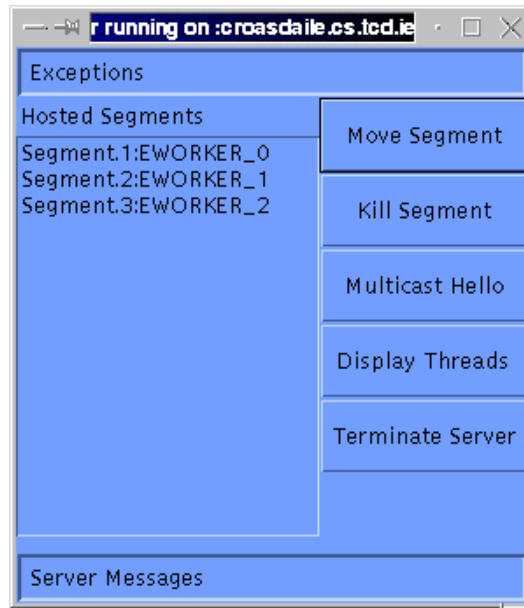 r running on :croasdaile.cs.tcd.ie
Exceptions
Hosted Segments
Segment.1:EWORKER_0
Segment.2:EWORKER_1
Segment.3:EWORKER_2
Move Segment
Kill Segment
Multicast Hello
Display Threads
Terminate Server
Server Messages